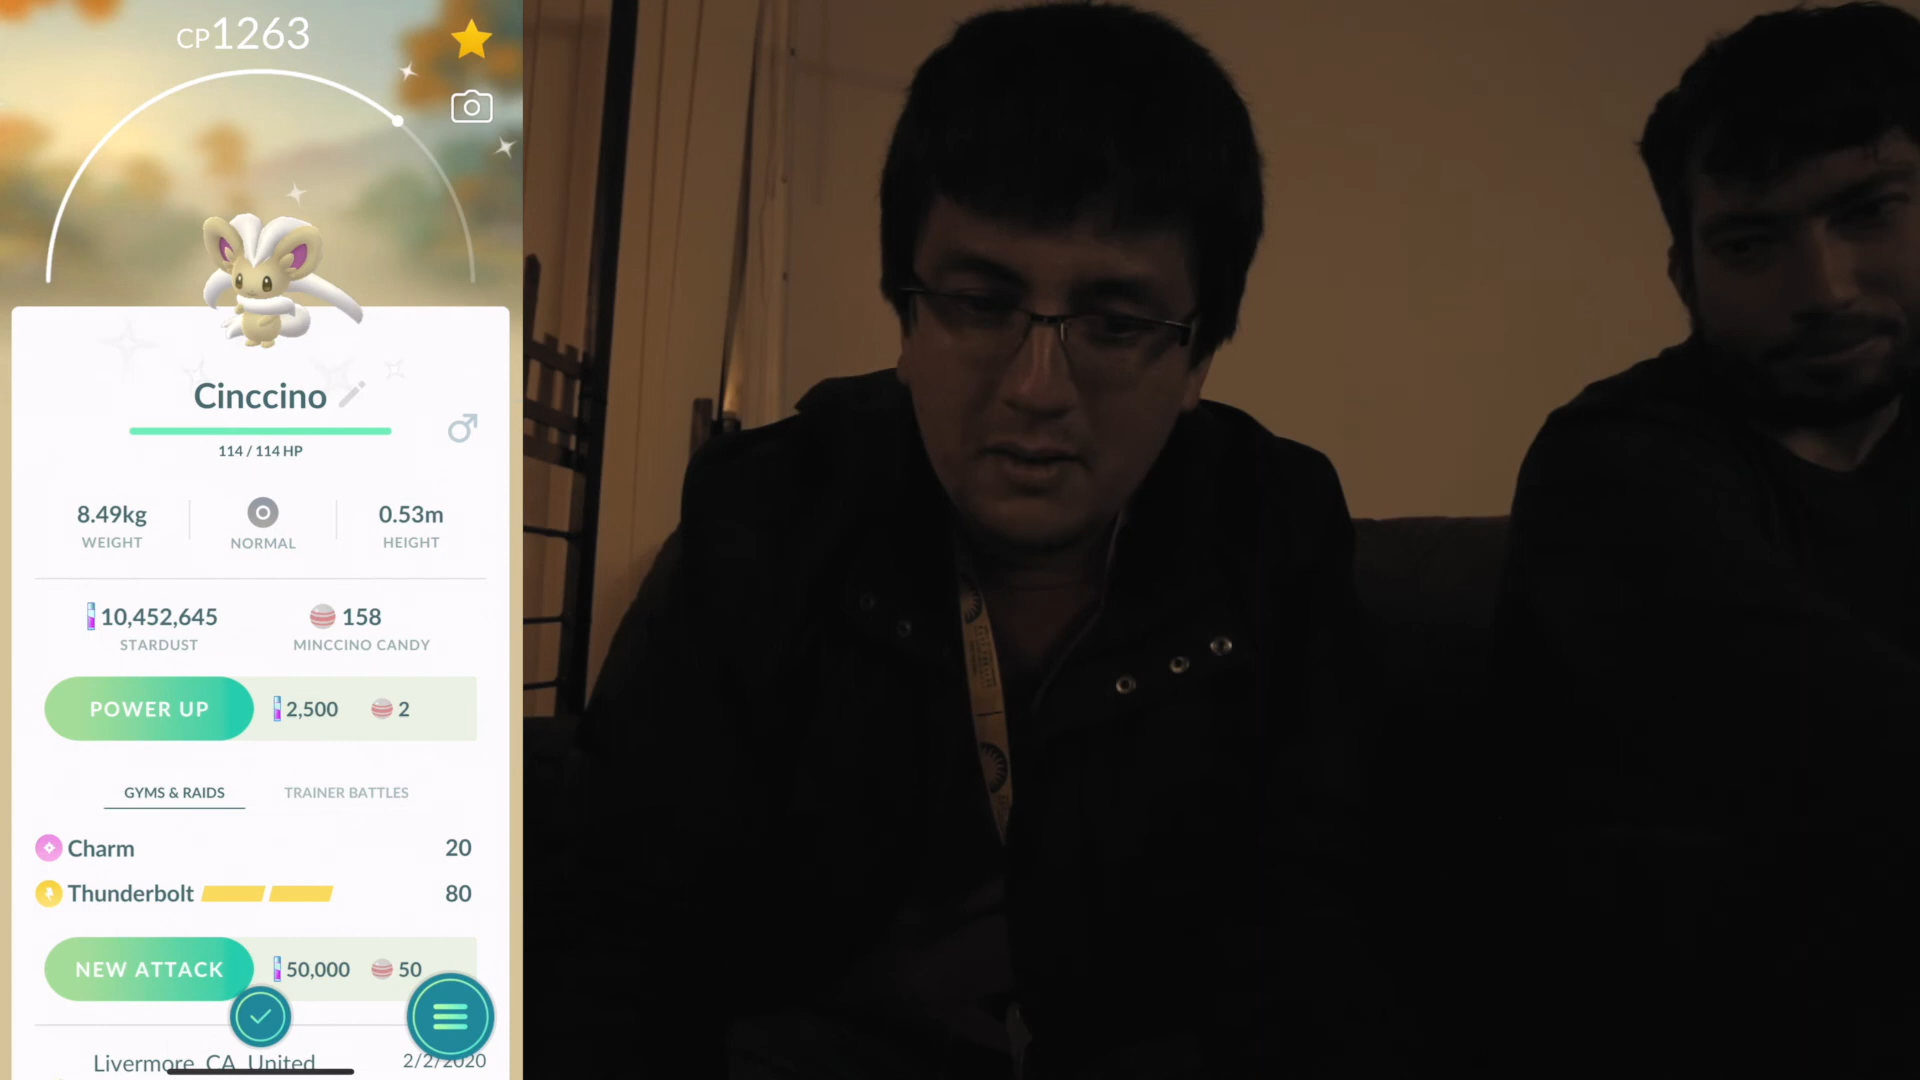 CP1263
Cinccino
114 / 114 HP
8.49kg
WEIGHT
NORMAL
0.53m
HEIGHT
10,452,645
STARDUST
158
MINCCINO CANDY
POWER UP 2,500 2
GYMS & RAIDS TRAINER BATTLES
Charm 20
Thunderbolt 80
NEW ATTACK 50,000 50
Livermore, CA, United 2/2/2020